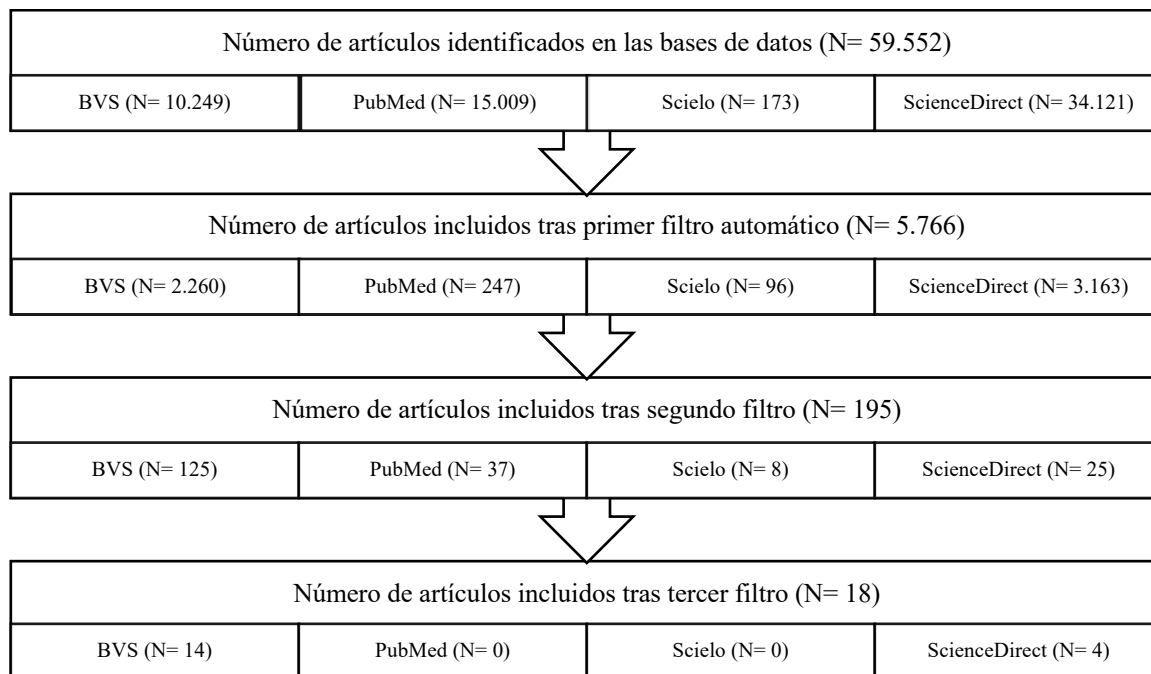 Número de artículos identificados en las bases de datos (N= 59.552)
BVS (N= 10.249)
PubMed (N= 15.009)
Scielo (N= 173)
ScienceDirect (N= 34.121)
Número de artículos incluidos tras primer filtro automático (N= 5.766)
BVS (N= 2.260)
PubMed (N= 247)
Scielo (N= 96)
ScienceDirect (N= 3.163)
Número de artículos incluidos tras segundo filtro (N= 195)
BVS (N= 125)
PubMed (N= 37)
Scielo (N= 8)
ScienceDirect (N= 25)
Número de artículos incluidos tras tercer filtro (N= 18)
BVS (N= 14)
PubMed (N= 0)
Scielo (N= 0)
ScienceDirect (N= 4)